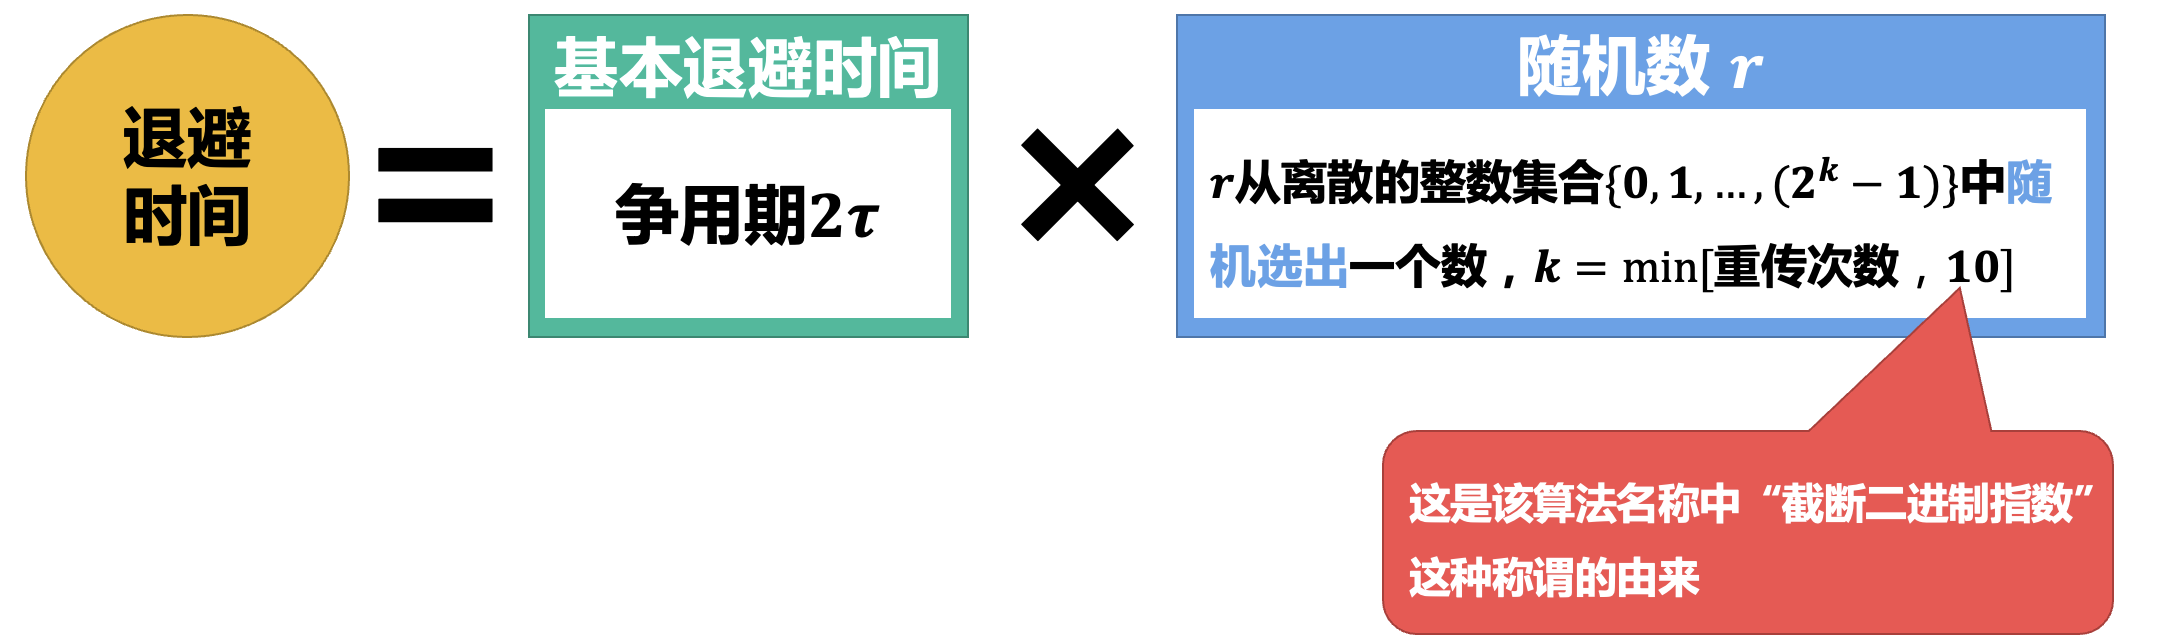 退避
时间
=
基本退避时间
争用期2τ
×
随机数 r
r从离散的整数集合{0, 1, …, (2^k − 1)}中随
机选出一个数，k = min[重传次数，10]
这是该算法名称中“截断二进制指数”
这种称谓的由来